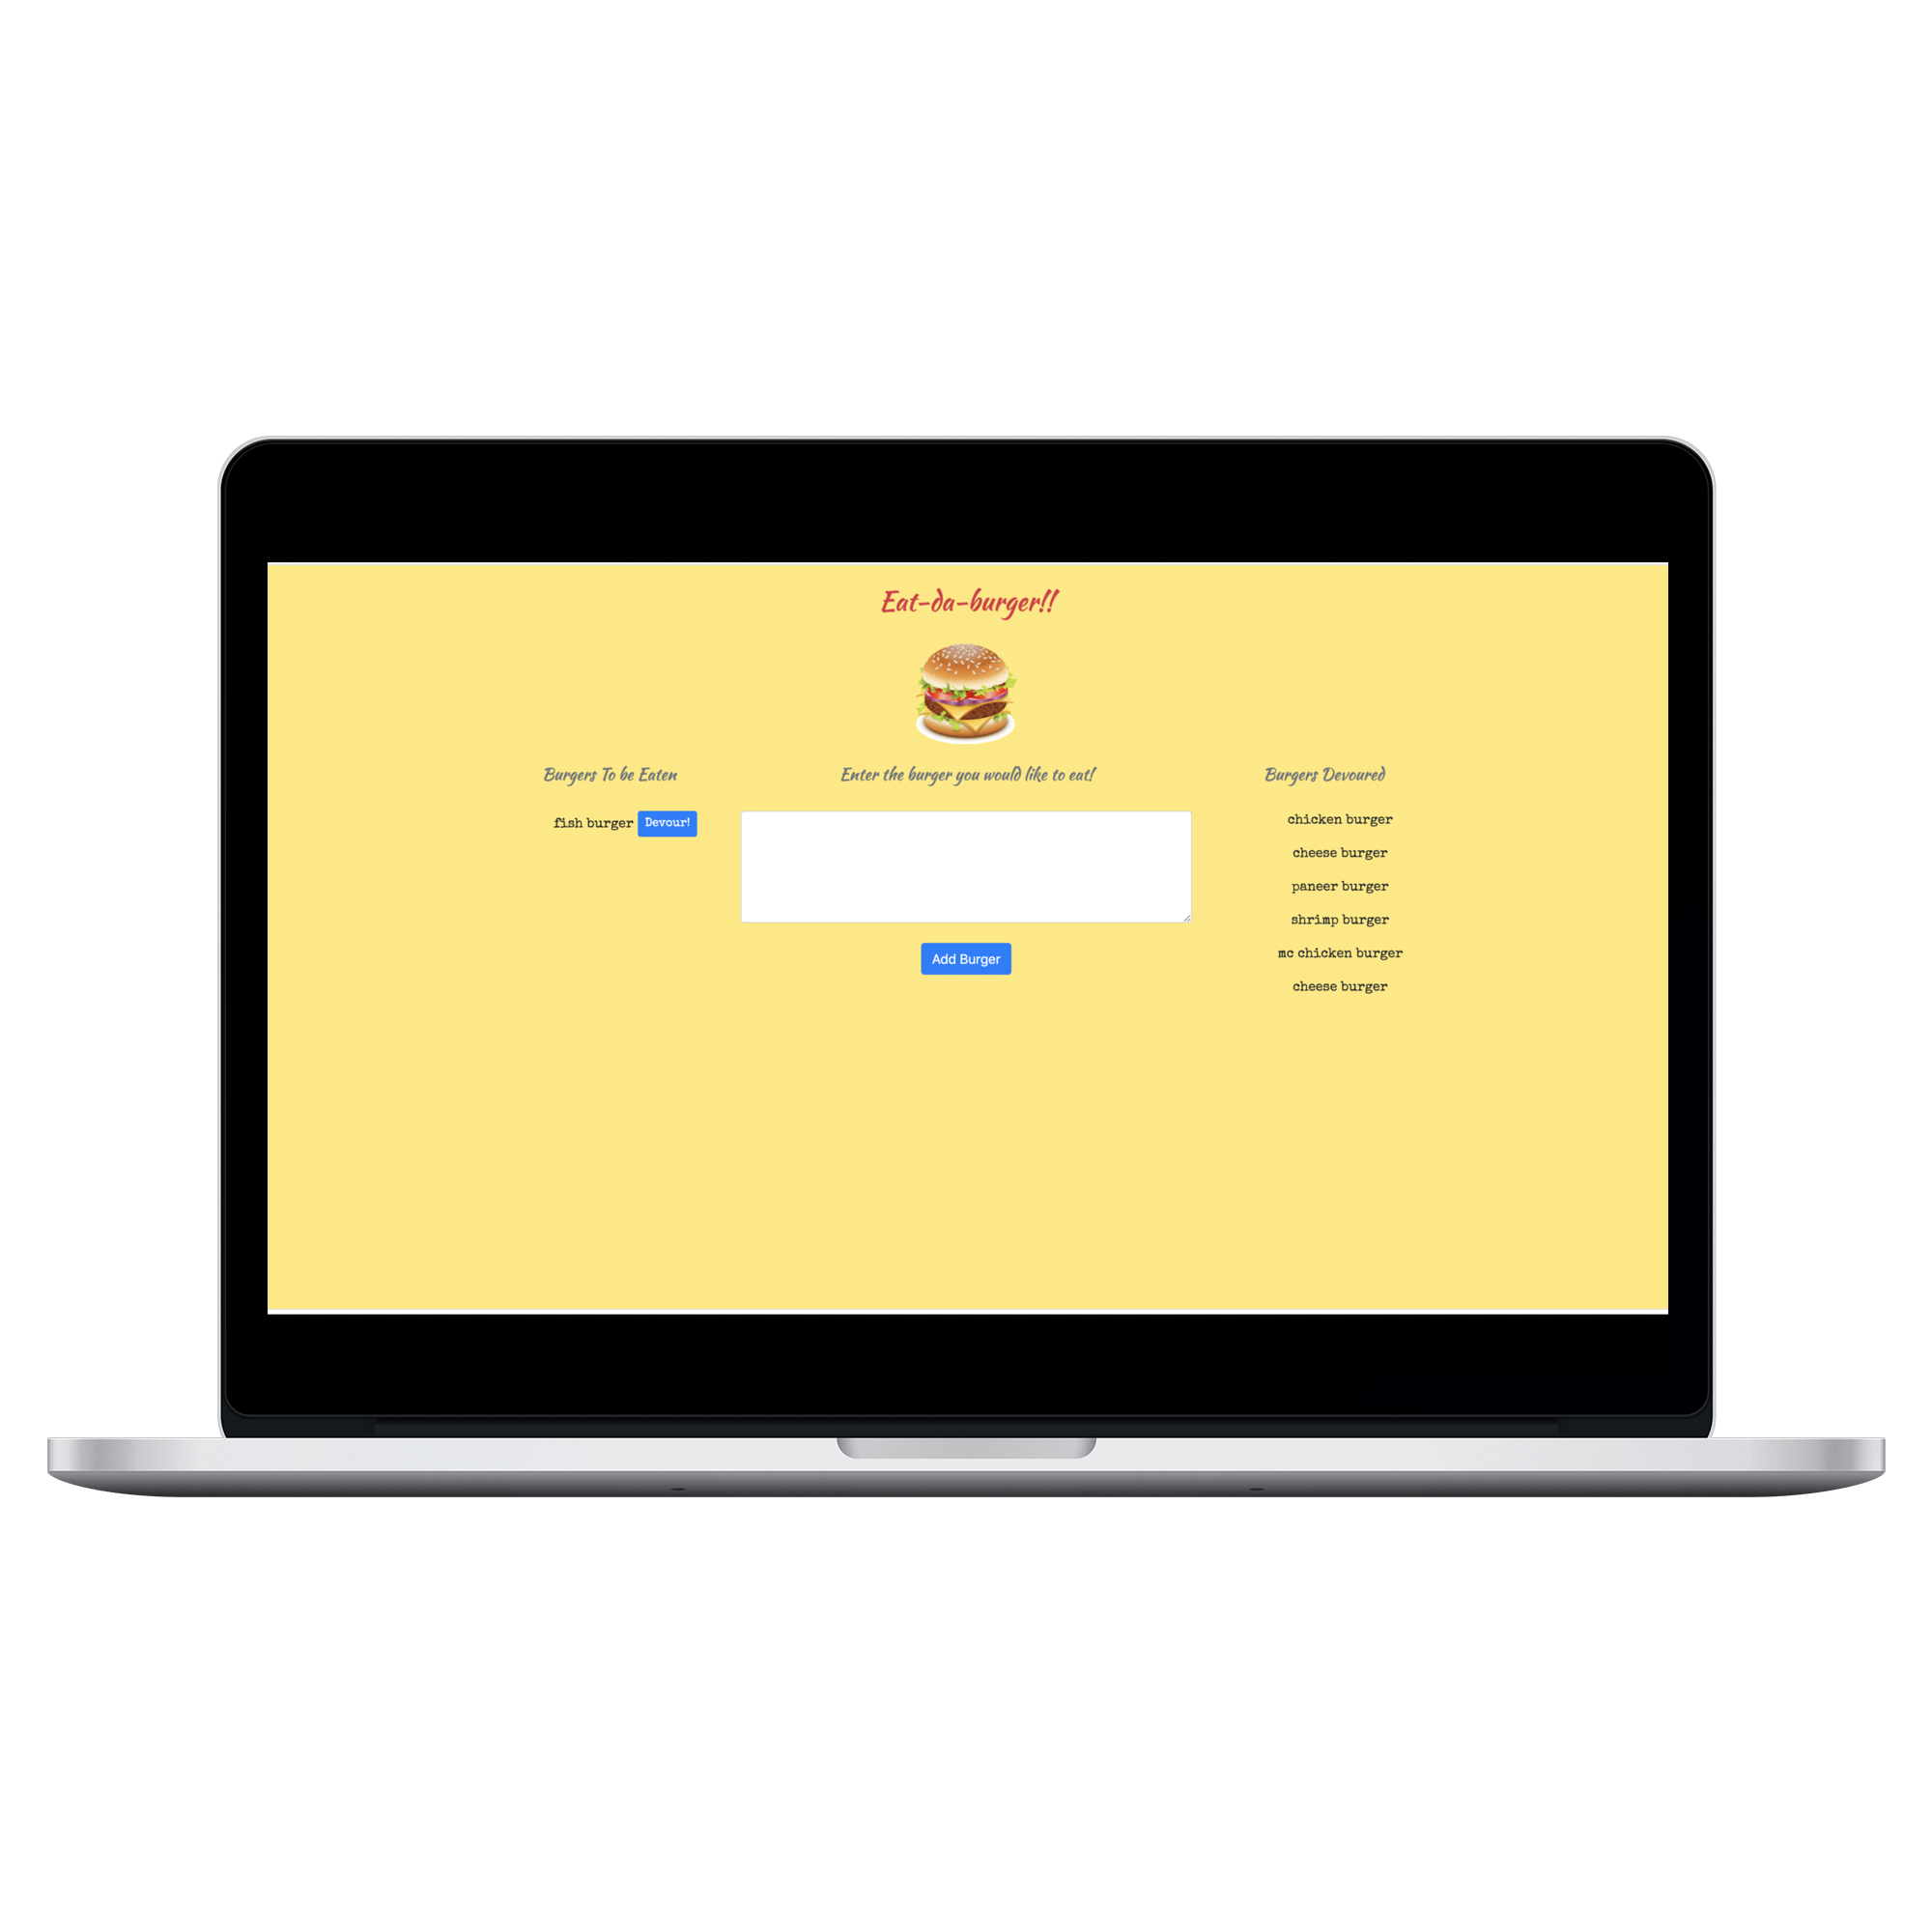 Eat-da-burger!!
Burgers To be Eaten
fish burger Devour!
Enter the burger you would like to eat!
Add Burger
Burgers Devoured
chicken burger
cheese burger
paneer burger
shrimp burger
mc chicken burger
cheese burger